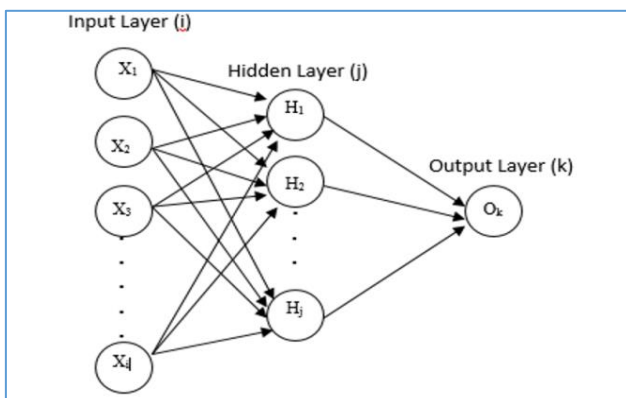 Input Layer (i)
Hidden Layer (j)
Output Layer (k)
X₁
X₂
X₃
Xᵢ
H₁
H₂
Hⱼ
Oₖ